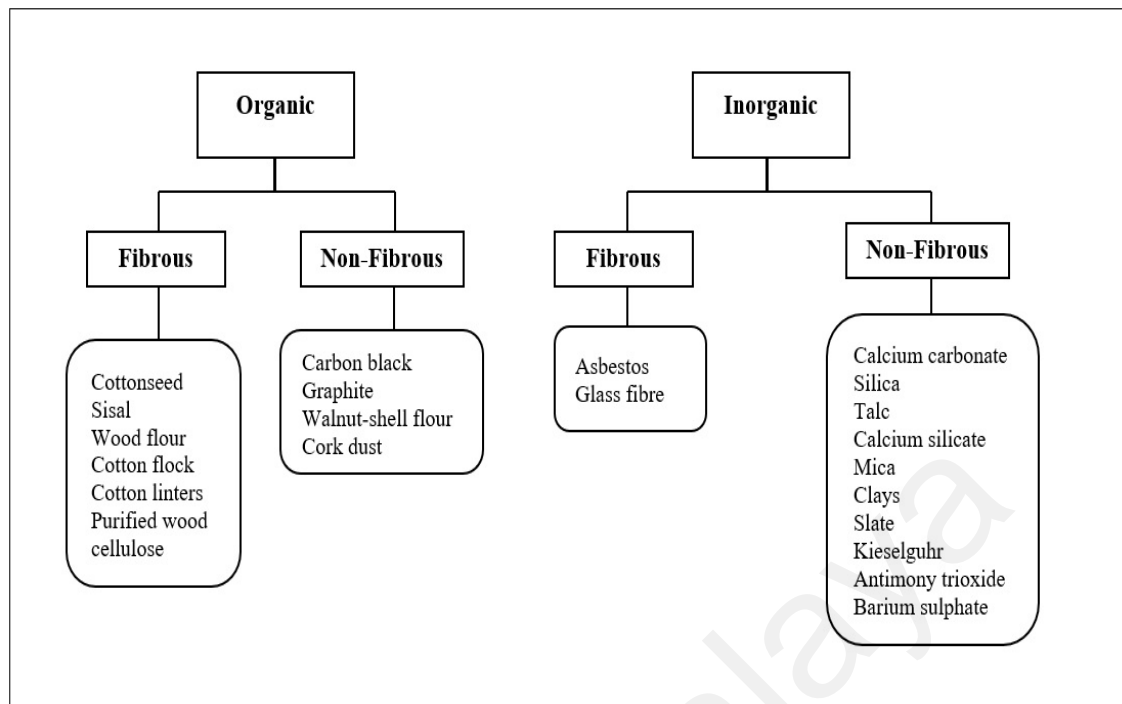 Organic
Inorganic
Fibrous
Non-Fibrous
Fibrous
Non-Fibrous
Cottonseed
Sisal
Wood flour
Cotton flock
Cotton linters
Purified wood
cellulose
Carbon black
Graphite
Walnut-shell flour
Cork dust
Asbestos
Glass fibre
Calcium carbonate
Silica
Talc
Calcium silicate
Mica
Clays
Slate
Kieselguhr
Antimony trioxide
Barium sulphate